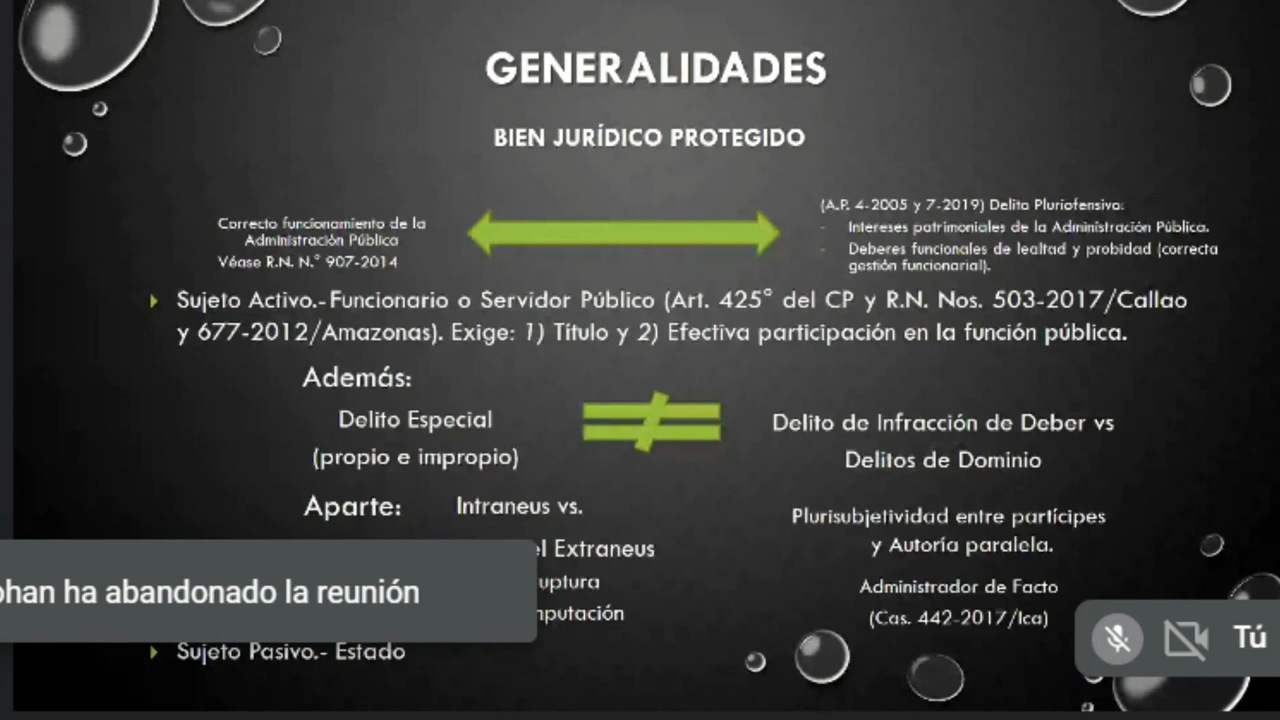 GENERALIDADES
BIEN JURÍDICO PROTEGIDO
Correcto funcionamiento de la
Administración Pública
Véase R.N. N.° 907-2014
(A.P. 4-2005 y 7-2019) Delito Pluriofensivo:
- Intereses patrimoniales de la Administración Pública.
- Deberes funcionales de lealtad y probidad (correcta
gestión funcionarial).
Sujeto Activo.- Funcionario o Servidor Público (Art. 425° del CP y R.N. Nos. 503-2017/Callao
y 677-2012/Amazonas). Exige: 1) Título y 2) Efectiva participación en la función pública.
Además:
Delito Especial
(propio e impropio)
Delito de Infracción de Deber vs
Delitos de Dominio
Aparte:
Intraneus vs.
el Extraneus
uptura
mputación
Plurisubjetividad entre partícipes
y Autoría paralela.
Administrador de Facto
(Cas. 442-2017/Ica)
ohan ha abandonado la reunión
Tú
Sujeto Pasivo.- Estado